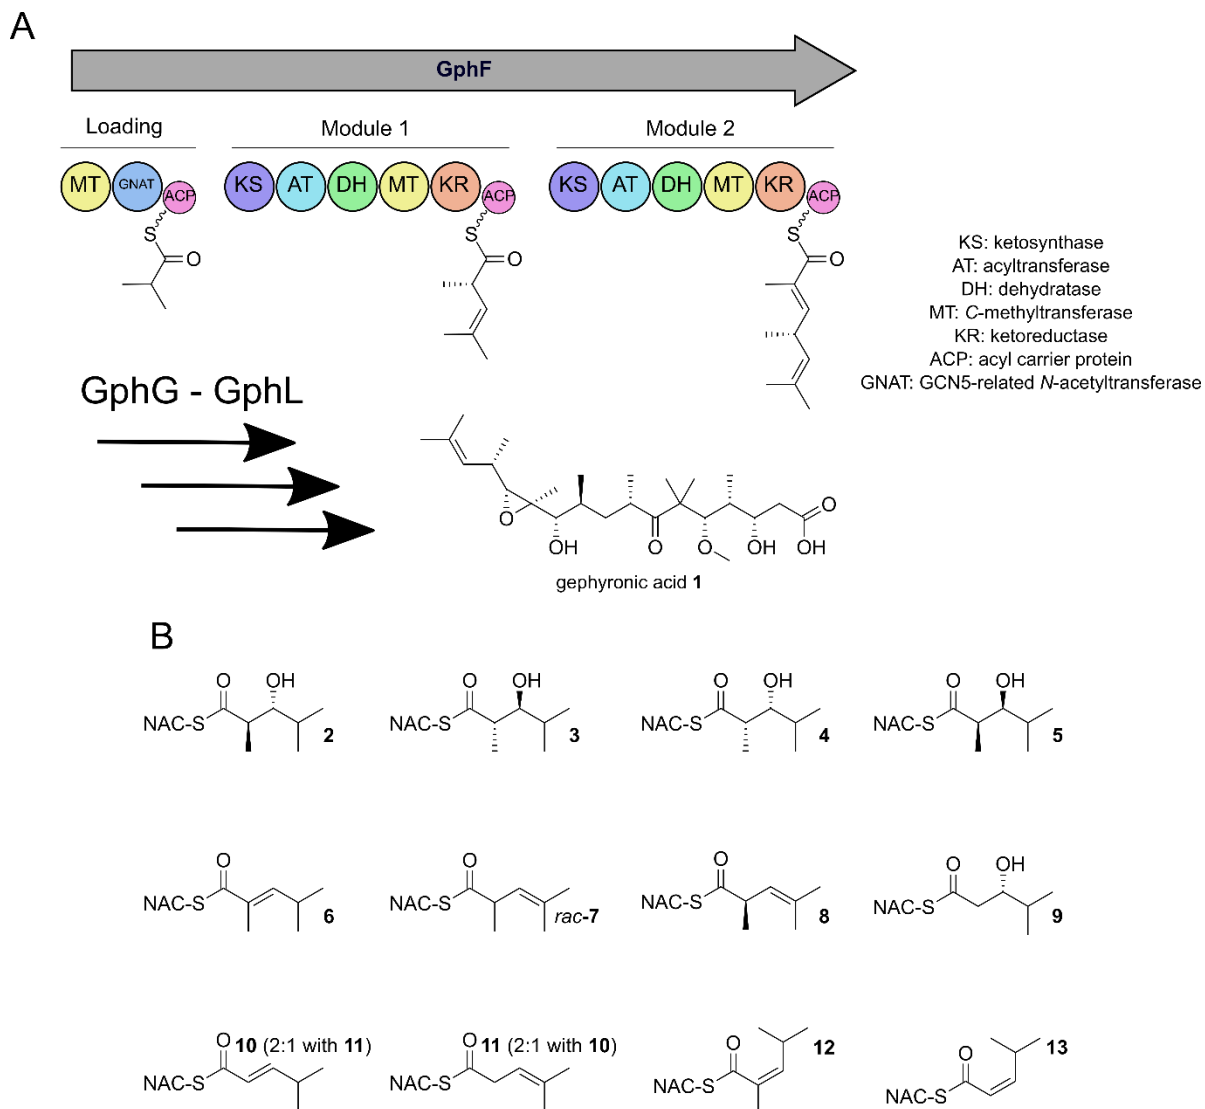 A
GphF
Loading
Module 1
Module 2
MT GNAT ACP
KS AT DH MT KR ACP
KS AT DH MT KR ACP
S
O
S
O
S
O
KS: ketosynthase
AT: acyltransferase
DH: dehydratase
MT: C-methyltransferase
KR: ketoreductase
ACP: acyl carrier protein
GNAT: GCN5-related N-acetyltransferase
GphG - GphL
O
OH
O
O
OH
O
OH
gephyronic acid 1
B
O OH
NAC-S
2
O OH
NAC-S
3
O OH
NAC-S
4
O OH
NAC-S
5
O
NAC-S
6
O
NAC-S
rac-7
O
NAC-S
8
O OH
NAC-S
9
O
10 (2:1 with 11)
NAC-S
O
11 (2:1 with 10)
NAC-S
O
12
NAC-S
O
13
NAC-S